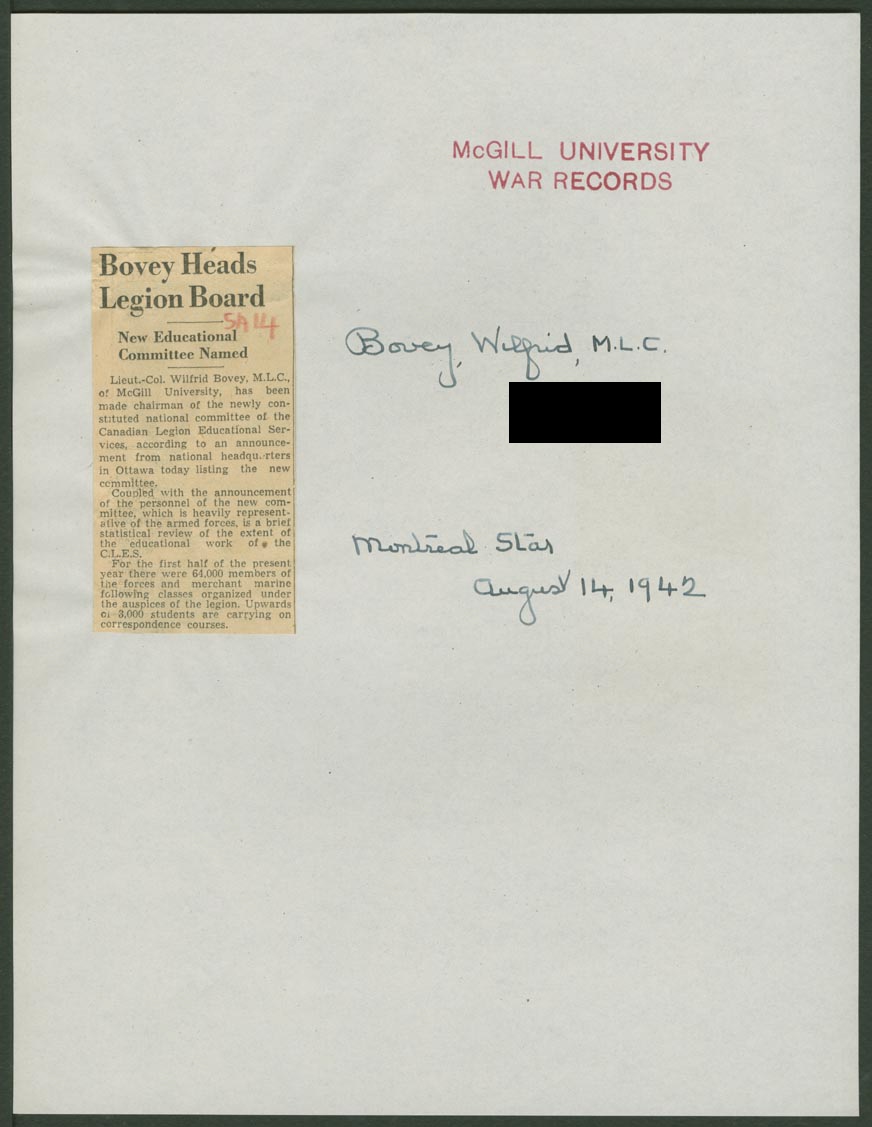 McGILL UNIVERSITY
WAR RECORDS
Bovey Heads
Legion Board
SA 14
New Educational
Committee Named
Lieut.-Col. Wilfrid Bovey, M.L.C.,
of McGill University, has been
made chairman of the newly con-
stituted national committee of the
Canadian Legion Educational Ser-
vices, according to an announce-
ment from national headqu rters
in Ottawa today listing the new
committee.
Coupled with the announcement
of the personnel of the new com-
mittee, which is heavily represent-
ative of the armed forces, is a brief
statistical review of the extent of
the educational work of the
C.L.E.S.
For the first half of the present
year there were 64,000 members of
the forces and merchant marine
following classes organized under
the auspices of the legion. Upwards
of 3,000 students are carrying on
correspondence courses.
Bovey, Wilfrid, M.L.C.
Montreal Star
August 14, 1942